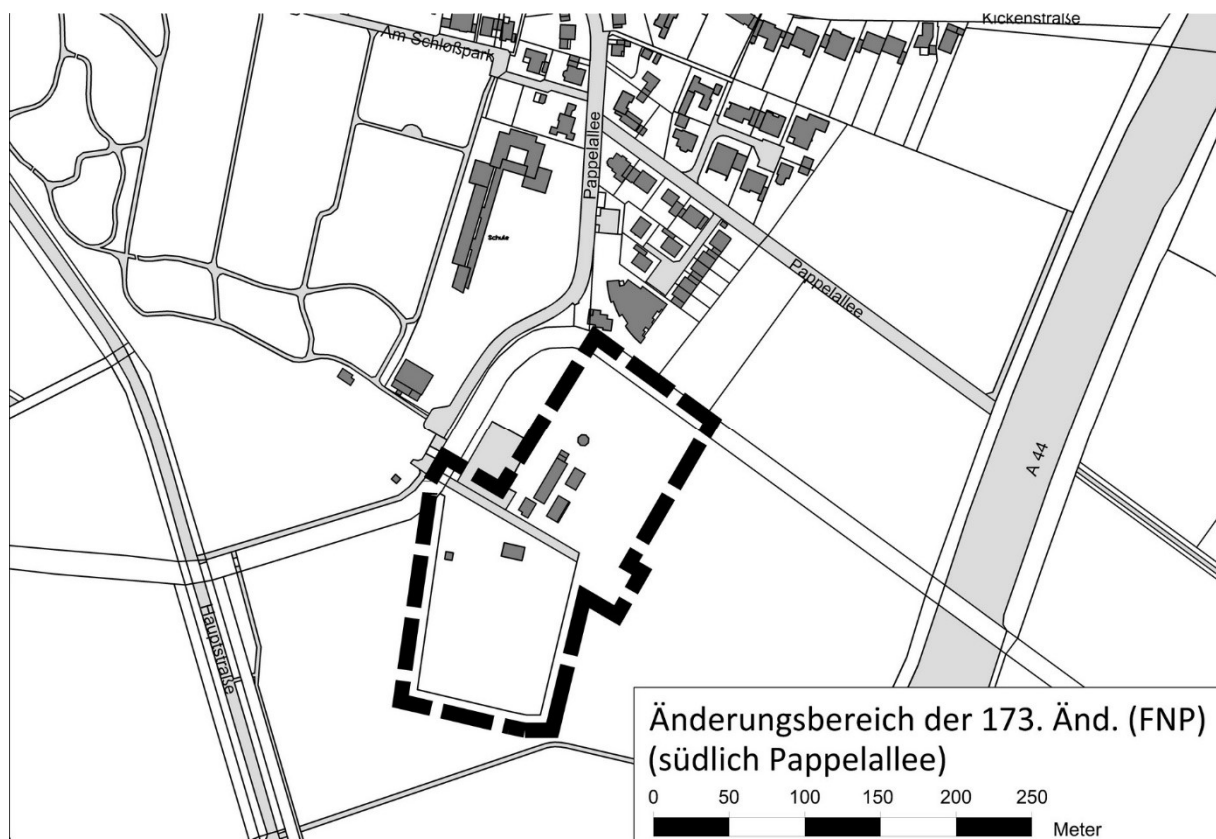 Kickenstraße
Am Schloßpark
Pappelallee
Schule
Pappelallee
A 44
Hauptstraße
Änderungsbereich der 173. Änd. (FNP)
(südlich Pappelallee)
0 50 100 150 200 250
Meter